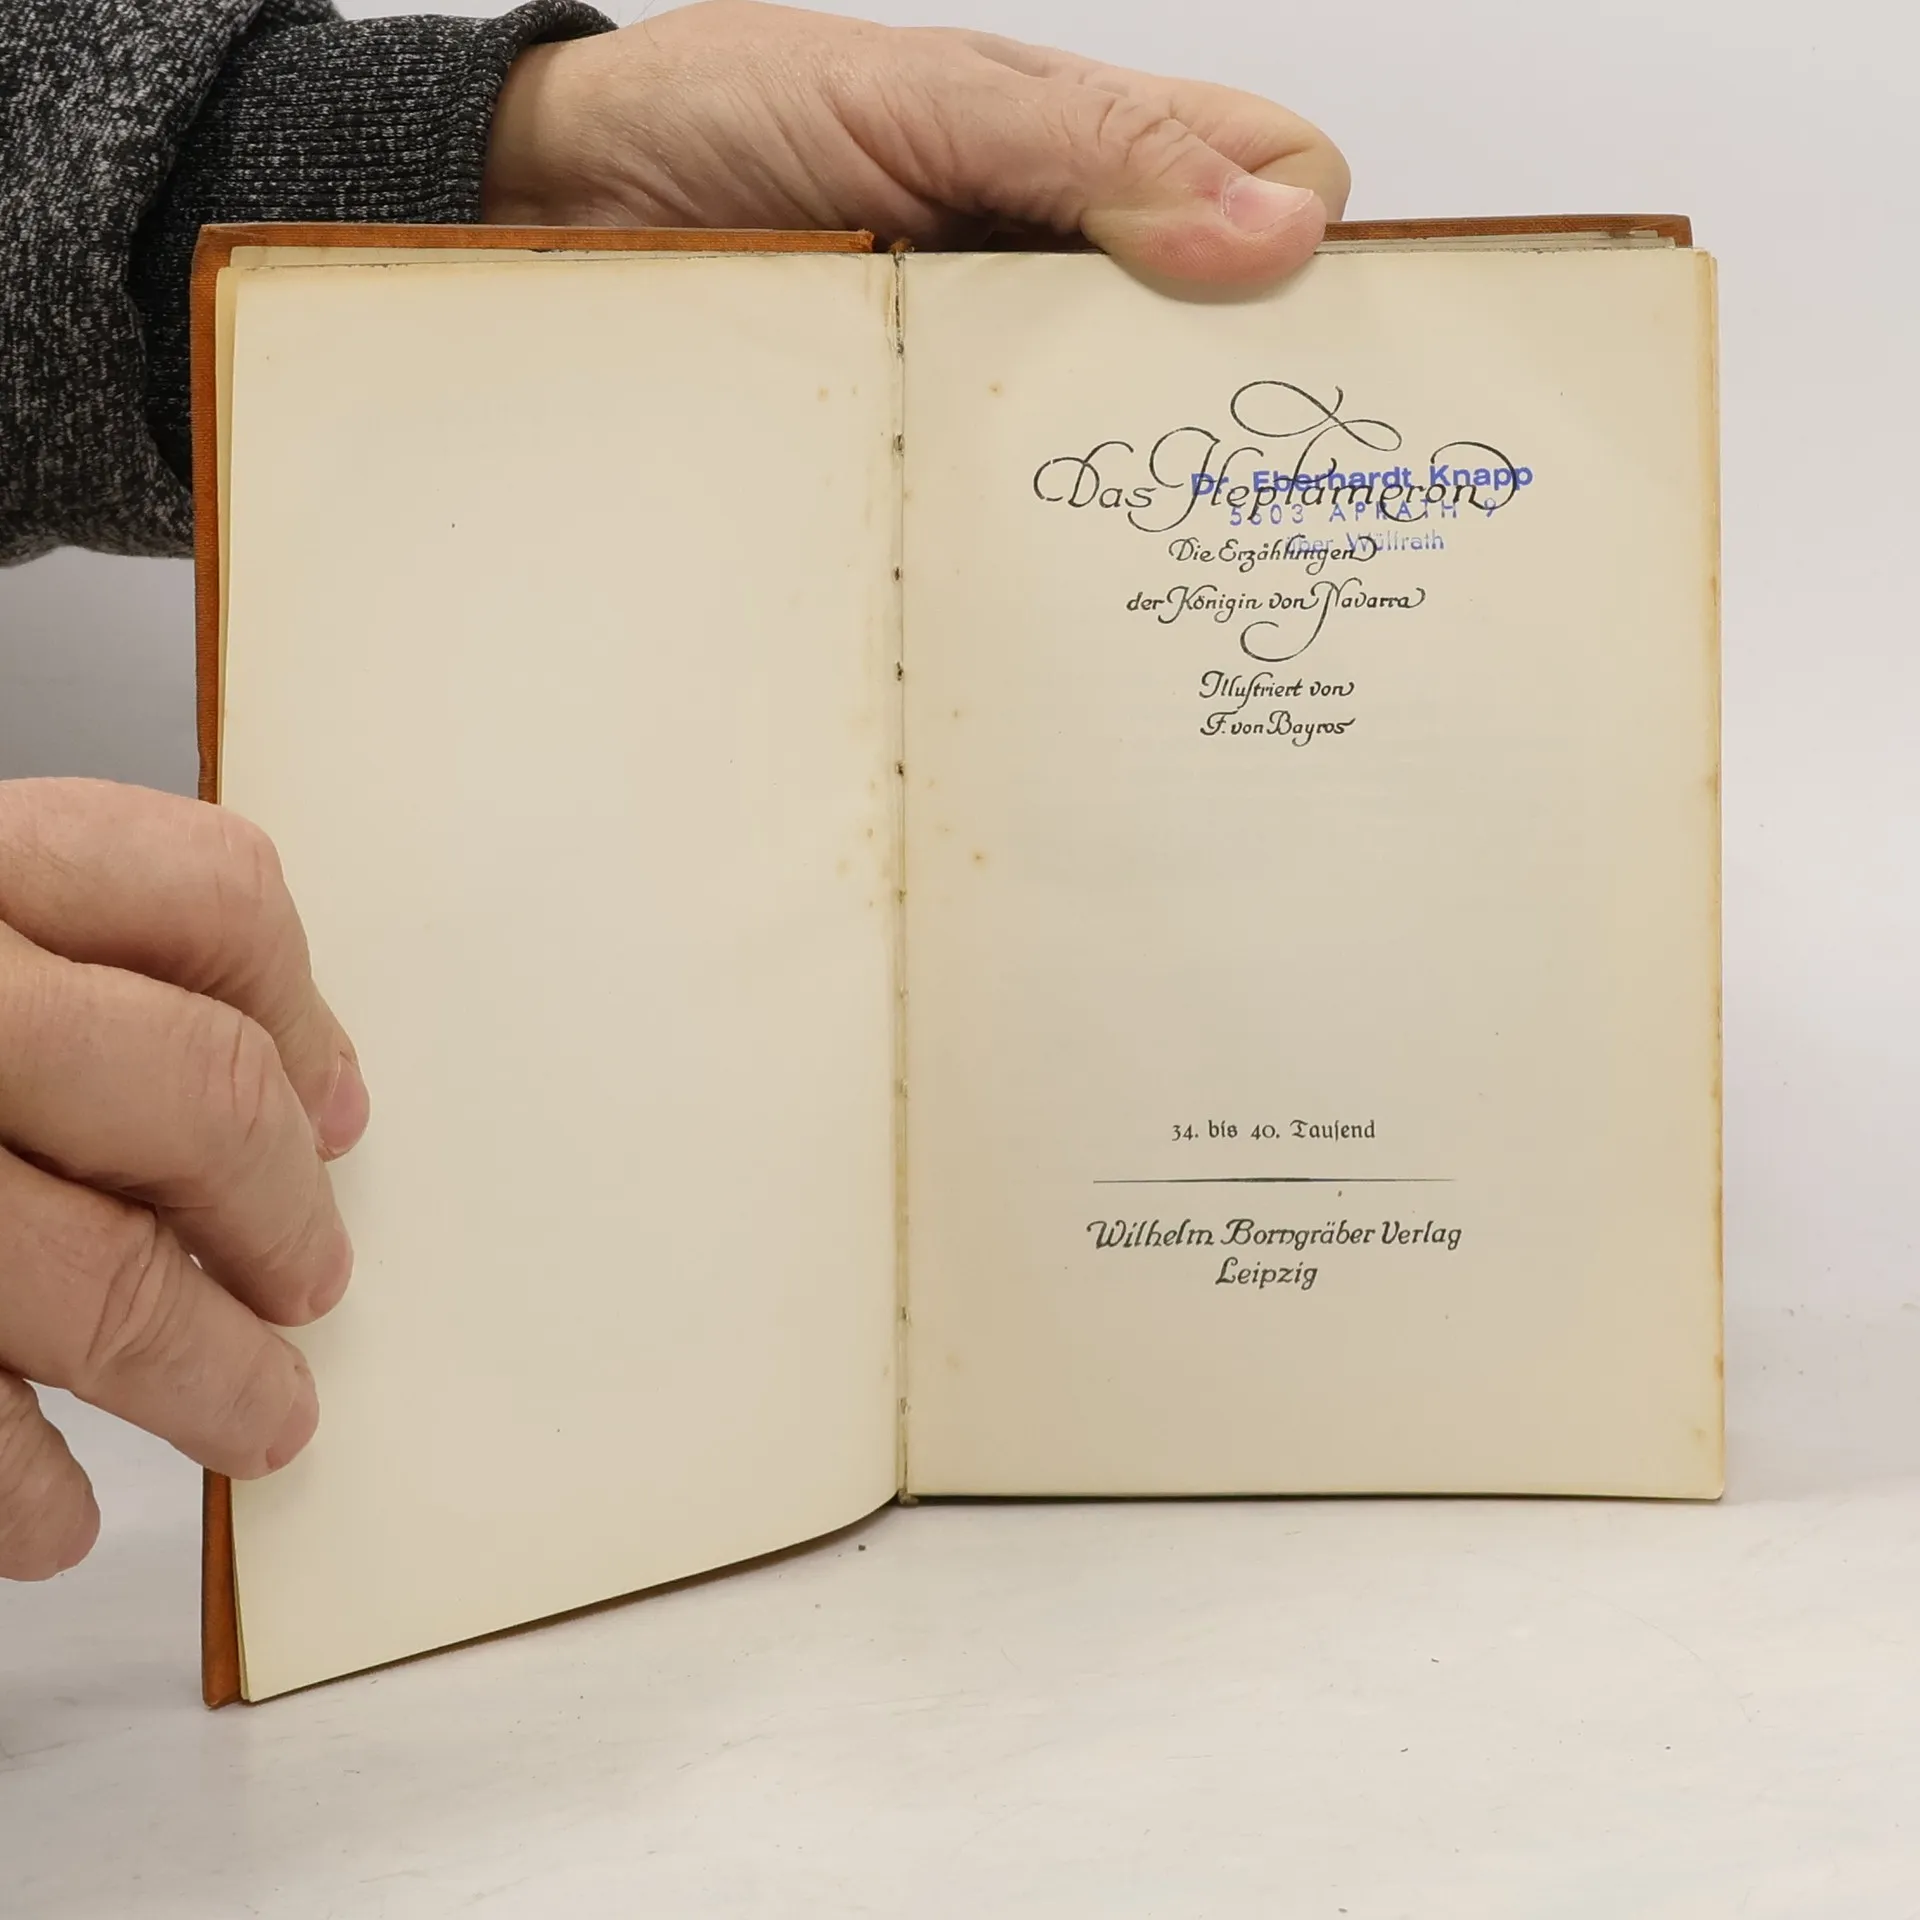 Das Heptameron
Dr. Eberhardt Knapp
5603 APRATH 9
über Wülfrath
Die Erzählungen
der Königin von Navarra
Illuſtriert von
F. von Bayros
34. bis 40. Tauſend
Wilhelm Borngräber Verlag
Leipzig